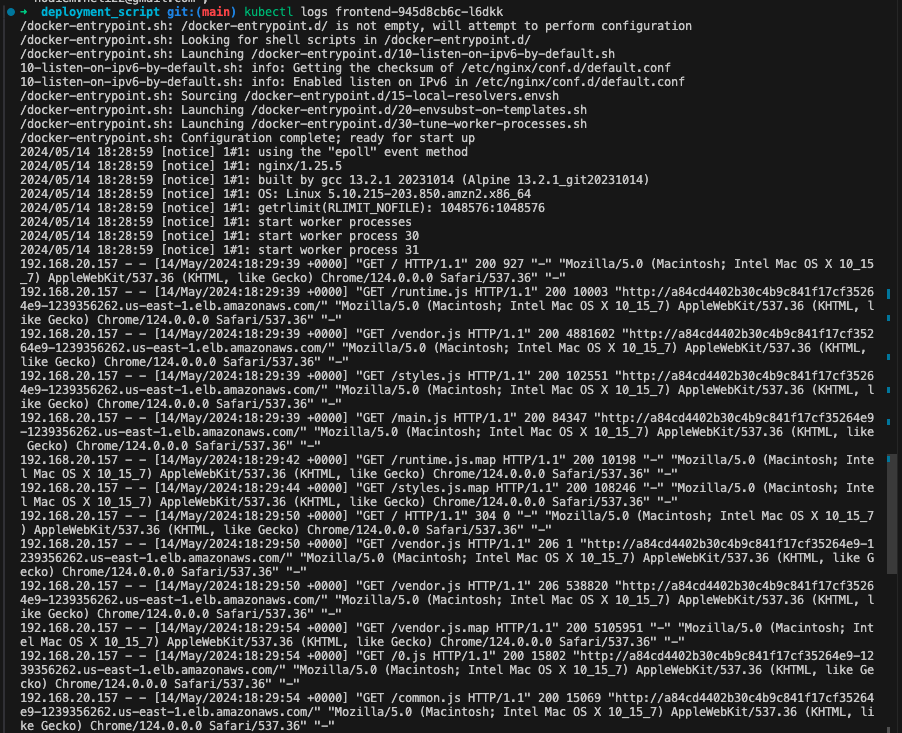 ➜  deployment_script git:(main) kubectl logs frontend-945d8cb6c-l6dkk
/docker-entrypoint.sh: /docker-entrypoint.d/ is not empty, will attempt to perform configuration
/docker-entrypoint.sh: Looking for shell scripts in /docker-entrypoint.d/
/docker-entrypoint.sh: Launching /docker-entrypoint.d/10-listen-on-ipv6-by-default.sh
10-listen-on-ipv6-by-default.sh: info: Getting the checksum of /etc/nginx/conf.d/default.conf
10-listen-on-ipv6-by-default.sh: info: Enabled listen on IPv6 in /etc/nginx/conf.d/default.conf
/docker-entrypoint.sh: Sourcing /docker-entrypoint.d/15-local-resolvers.envsh
/docker-entrypoint.sh: Launching /docker-entrypoint.d/20-envsubst-on-templates.sh
/docker-entrypoint.sh: Launching /docker-entrypoint.d/30-tune-worker-processes.sh
/docker-entrypoint.sh: Configuration complete; ready for start up
2024/05/14 18:28:59 [notice] 1#1: using the "epoll" event method
2024/05/14 18:28:59 [notice] 1#1: nginx/1.25.5
2024/05/14 18:28:59 [notice] 1#1: built by gcc 13.2.1 20231014 (Alpine 13.2.1_git20231014)
2024/05/14 18:28:59 [notice] 1#1: OS: Linux 5.10.215-203.850.amzn2.x86_64
2024/05/14 18:28:59 [notice] 1#1: getrlimit(RLIMIT_NOFILE): 1048576:1048576
2024/05/14 18:28:59 [notice] 1#1: start worker processes
2024/05/14 18:28:59 [notice] 1#1: start worker process 30
2024/05/14 18:28:59 [notice] 1#1: start worker process 31
192.168.20.157 - - [14/May/2024:18:29:39 +0000] "GET / HTTP/1.1" 200 927 "-" "Mozilla/5.0 (Macintosh; Intel Mac OS X 10_15
_7) AppleWebKit/537.36 (KHTML, like Gecko) Chrome/124.0.0.0 Safari/537.36" "-"
192.168.20.157 - - [14/May/2024:18:29:39 +0000] "GET /runtime.js HTTP/1.1" 200 10003 "http://a84cd4402b30c4b9c841f17cf3526
4e9-1239356262.us-east-1.elb.amazonaws.com/" "Mozilla/5.0 (Macintosh; Intel Mac OS X 10_15_7) AppleWebKit/537.36 (KHTML, l
ike Gecko) Chrome/124.0.0.0 Safari/537.36" "-"
192.168.20.157 - - [14/May/2024:18:29:39 +0000] "GET /vendor.js HTTP/1.1" 200 4881602 "http://a84cd4402b30c4b9c841f17cf352
64e9-1239356262.us-east-1.elb.amazonaws.com/" "Mozilla/5.0 (Macintosh; Intel Mac OS X 10_15_7) AppleWebKit/537.36 (KHTML,
like Gecko) Chrome/124.0.0.0 Safari/537.36" "-"
192.168.20.157 - - [14/May/2024:18:29:39 +0000] "GET /styles.js HTTP/1.1" 200 102551 "http://a84cd4402b30c4b9c841f17cf3526
4e9-1239356262.us-east-1.elb.amazonaws.com/" "Mozilla/5.0 (Macintosh; Intel Mac OS X 10_15_7) AppleWebKit/537.36 (KHTML, l
ike Gecko) Chrome/124.0.0.0 Safari/537.36" "-"
192.168.20.157 - - [14/May/2024:18:29:39 +0000] "GET /main.js HTTP/1.1" 200 84347 "http://a84cd4402b30c4b9c841f17cf35264e9
-1239356262.us-east-1.elb.amazonaws.com/" "Mozilla/5.0 (Macintosh; Intel Mac OS X 10_15_7) AppleWebKit/537.36 (KHTML, like
 Gecko) Chrome/124.0.0.0 Safari/537.36" "-"
192.168.20.157 - - [14/May/2024:18:29:42 +0000] "GET /runtime.js.map HTTP/1.1" 200 10198 "-" "Mozilla/5.0 (Macintosh; Inte
l Mac OS X 10_15_7) AppleWebKit/537.36 (KHTML, like Gecko) Chrome/124.0.0.0 Safari/537.36" "-"
192.168.20.157 - - [14/May/2024:18:29:44 +0000] "GET /styles.js.map HTTP/1.1" 200 108246 "-" "Mozilla/5.0 (Macintosh; Inte
l Mac OS X 10_15_7) AppleWebKit/537.36 (KHTML, like Gecko) Chrome/124.0.0.0 Safari/537.36" "-"
192.168.20.157 - - [14/May/2024:18:29:50 +0000] "GET / HTTP/1.1" 304 0 "-" "Mozilla/5.0 (Macintosh; Intel Mac OS X 10_15_7
) AppleWebKit/537.36 (KHTML, like Gecko) Chrome/124.0.0.0 Safari/537.36" "-"
192.168.20.157 - - [14/May/2024:18:29:50 +0000] "GET /vendor.js HTTP/1.1" 206 1 "http://a84cd4402b30c4b9c841f17cf35264e9-1
239356262.us-east-1.elb.amazonaws.com/" "Mozilla/5.0 (Macintosh; Intel Mac OS X 10_15_7) AppleWebKit/537.36 (KHTML, like G
ecko) Chrome/124.0.0.0 Safari/537.36" "-"
192.168.20.157 - - [14/May/2024:18:29:50 +0000] "GET /vendor.js HTTP/1.1" 206 538820 "http://a84cd4402b30c4b9c841f17cf3526
4e9-1239356262.us-east-1.elb.amazonaws.com/" "Mozilla/5.0 (Macintosh; Intel Mac OS X 10_15_7) AppleWebKit/537.36 (KHTML, l
ike Gecko) Chrome/124.0.0.0 Safari/537.36" "-"
192.168.20.157 - - [14/May/2024:18:29:54 +0000] "GET /vendor.js.map HTTP/1.1" 200 5105951 "-" "Mozilla/5.0 (Macintosh; Int
el Mac OS X 10_15_7) AppleWebKit/537.36 (KHTML, like Gecko) Chrome/124.0.0.0 Safari/537.36" "-"
192.168.20.157 - - [14/May/2024:18:29:54 +0000] "GET /0.js HTTP/1.1" 200 15802 "http://a84cd4402b30c4b9c841f17cf35264e9-12
39356262.us-east-1.elb.amazonaws.com/" "Mozilla/5.0 (Macintosh; Intel Mac OS X 10_15_7) AppleWebKit/537.36 (KHTML, like Ge
cko) Chrome/124.0.0.0 Safari/537.36" "-"
192.168.20.157 - - [14/May/2024:18:29:54 +0000] "GET /common.js HTTP/1.1" 200 15069 "http://a84cd4402b30c4b9c841f17cf35264
e9-1239356262.us-east-1.elb.amazonaws.com/" "Mozilla/5.0 (Macintosh; Intel Mac OS X 10_15_7) AppleWebKit/537.36 (KHTML, li
ke Gecko) Chrome/124.0.0.0 Safari/537.36" "-"